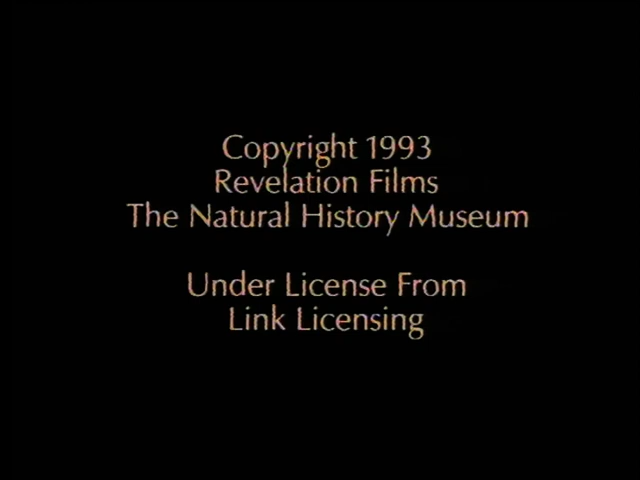 Copyright 1993
Revelation Films
The Natural History Museum
Under License From
Link Licensing